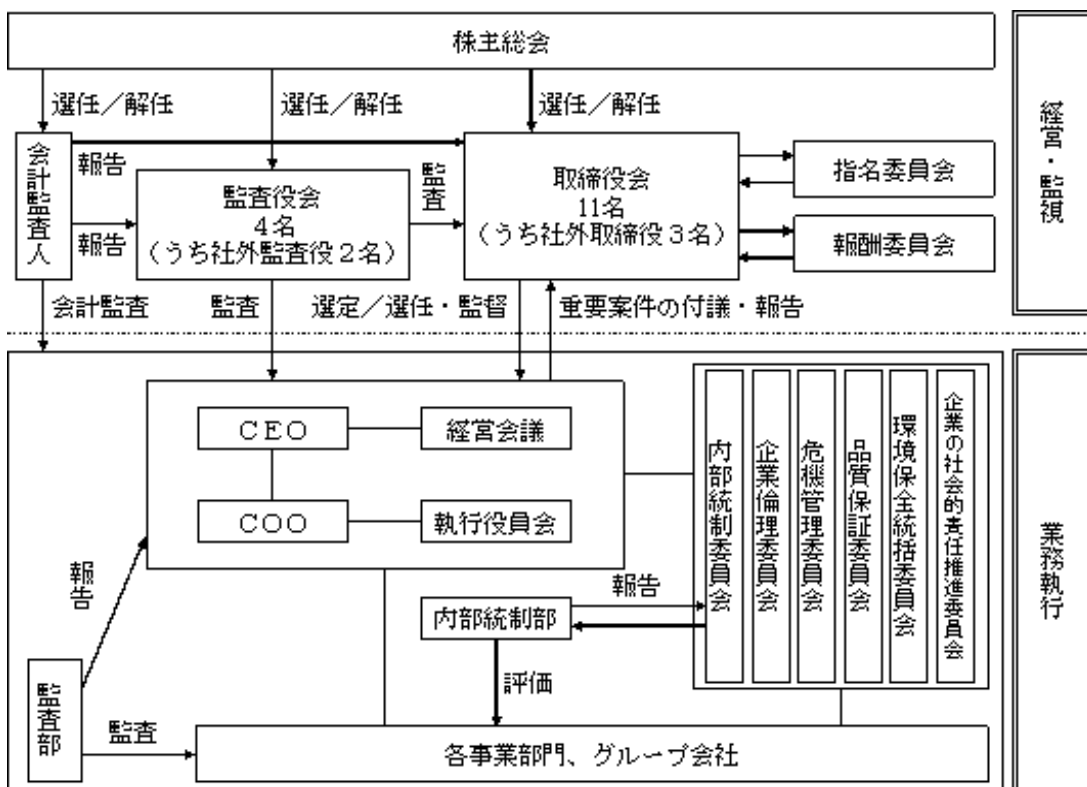 株主総会
選任／解任
選任／解任
選任／解任
会計監査人
報告
報告
監査役会
4名
（うち社外監査役２名）
監査
取締役会
11名
（うち社外取締役３名）
指名委員会
報酬委員会
経営・監視
会計監査
監査
選定／選任・監督
重要案件の付議・報告
ＣＥＯ
経営会議
ＣＯＯ
執行役員会
内部統制委員会
企業倫理委員会
危機管理委員会
品質保証委員会
環境保全統括委員会
企業の社会的責任推進委員会
業務執行
報告
内部統制部
報告
評価
監査部
監査
各事業部門、グループ会社